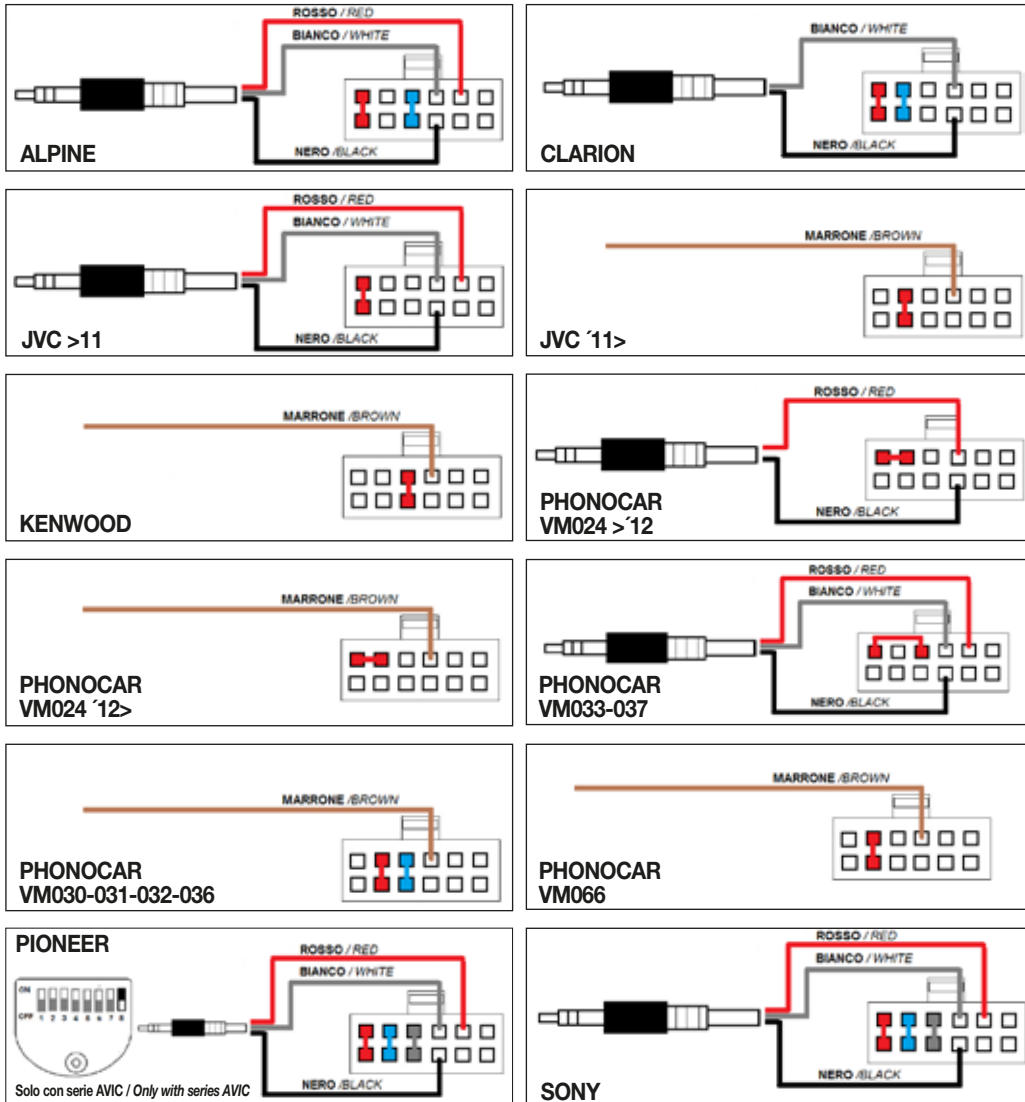 ROSSO / RED
BIANCO / WHITE
NERO /BLACK
ALPINE
BIANCO / WHITE
NERO /BLACK
CLARION
ROSSO / RED
BIANCO / WHITE
NERO /BLACK
JVC >11
MARRONE /BROWN
JVC ´11>
MARRONE /BROWN
KENWOOD
ROSSO / RED
NERO /BLACK
PHONOCAR
VM024 >´12
MARRONE /BROWN
PHONOCAR
VM024 ´12>
ROSSO / RED
BIANCO / WHITE
NERO /BLACK
PHONOCAR
VM033-037
MARRONE /BROWN
PHONOCAR
VM030-031-032-036
MARRONE /BROWN
PHONOCAR
VM066
PIONEER
ROSSO / RED
BIANCO / WHITE
ON
OFF 1 2 3 4 5 6 7 8
NERO /BLACK
Solo con serie AVIC / Only with series AVIC
ROSSO / RED
BIANCO / WHITE
NERO /BLACK
SONY